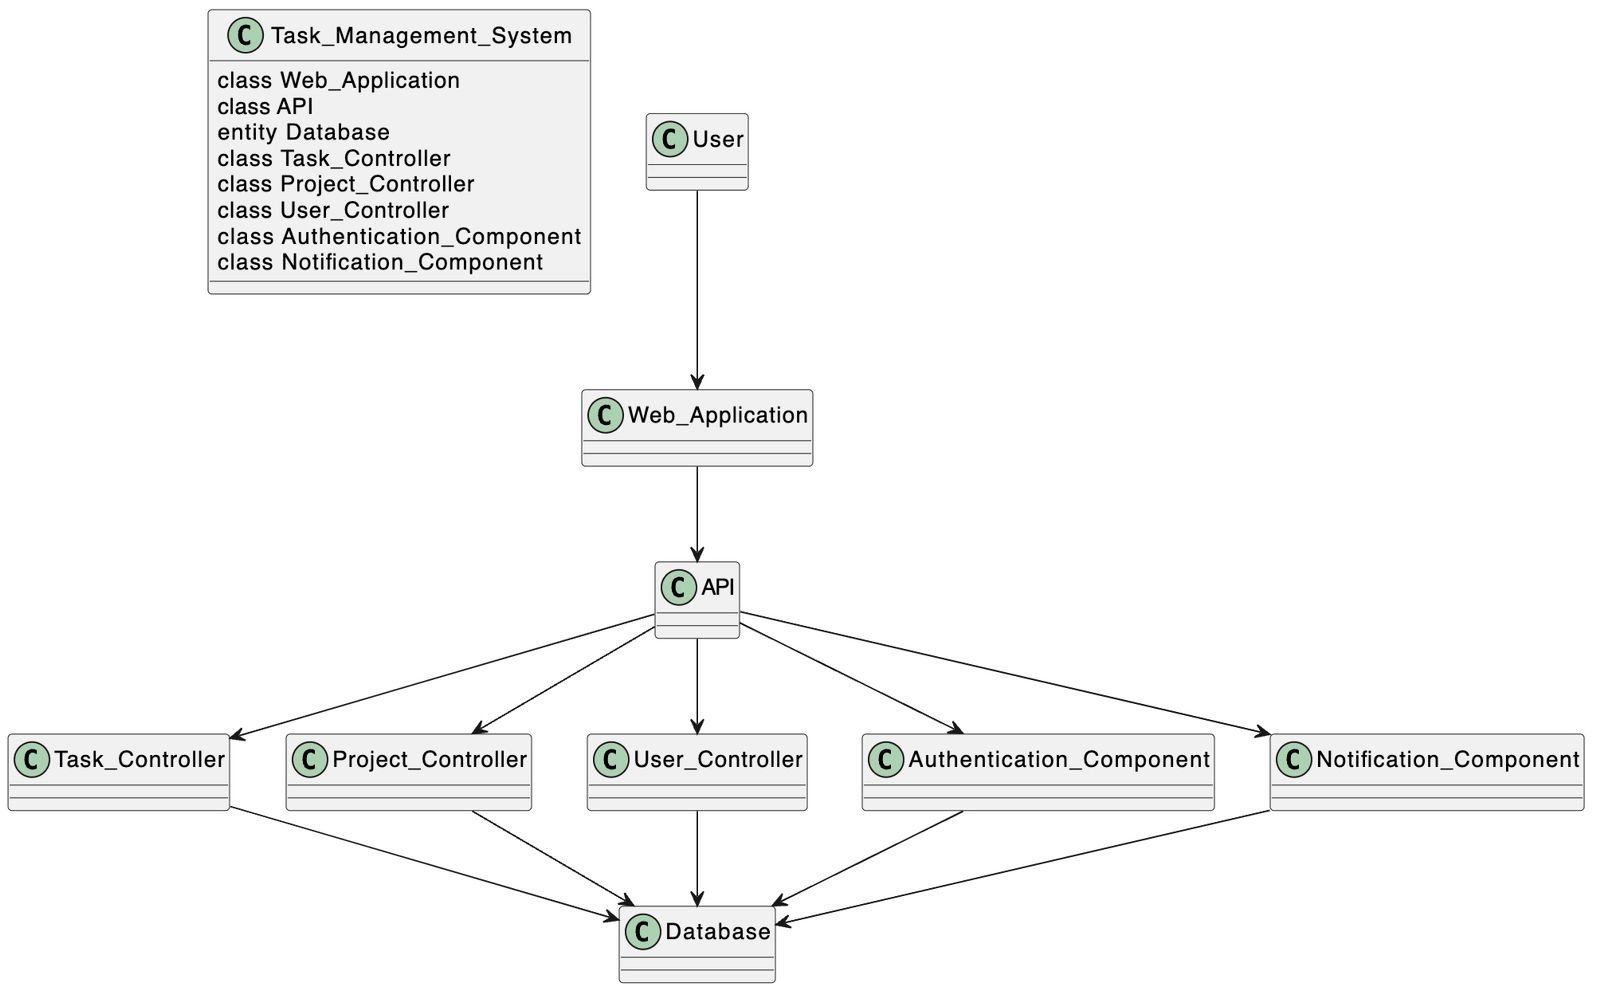 C Task_Management_System
class Web_Application
class API
entity Database
class Task_Controller
class Project_Controller
class User_Controller
class Authentication_Component
class Notification_Component
C User
C Web_Application
C API
C Task_Controller
C Project_Controller
C User_Controller
C Authentication_Component
C Notification_Component
C Database